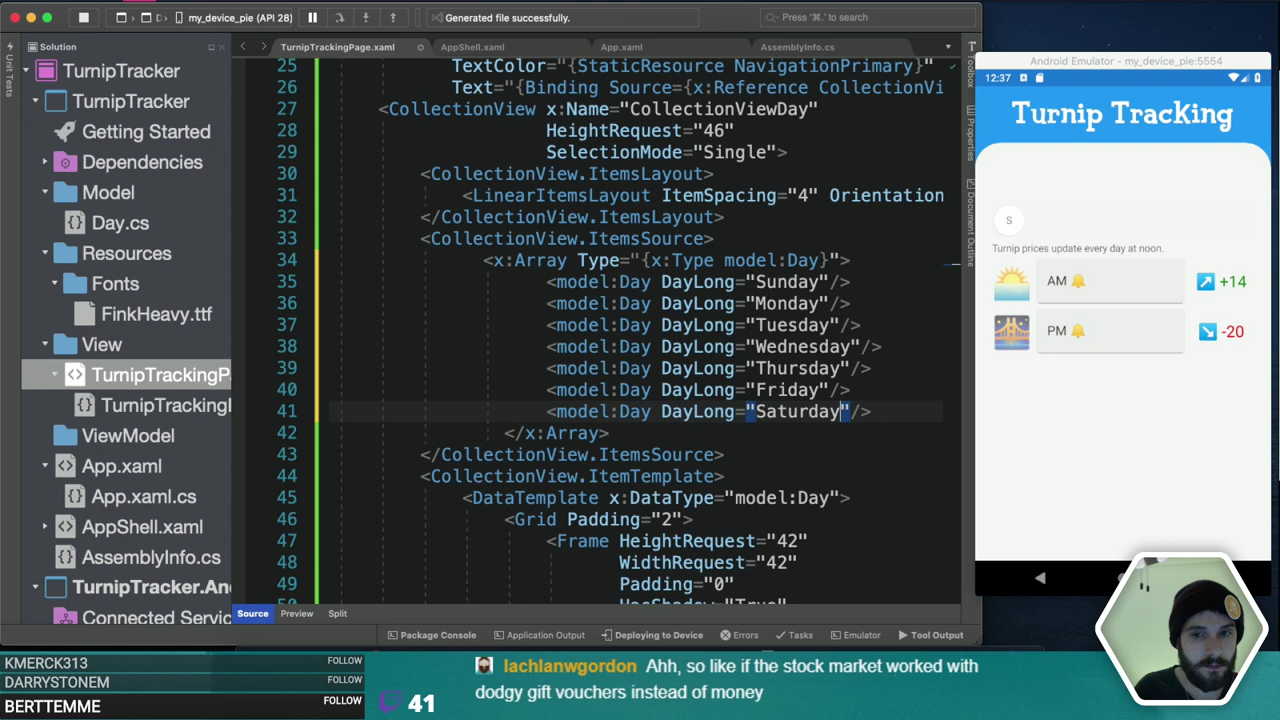 my_device_pie (API 28)
Generated file successfully.
Press '⌘.' to search
Unit Tests
Solution
TurnipTracker
TurnipTracker
Getting Started
Dependencies
Model
Day.cs
Resources
Fonts
FinkHeavy.ttf
View
TurnipTrackingP
TurnipTracking
ViewModel
App.xaml
App.xaml.cs
AppShell.xaml
AssemblyInfo.cs
TurnipTracker.An
Connected Servic
TurnipTrackingPage.xaml
AppShell.xaml
App.xaml
AssemblyInfo.cs
25 TextColor="{StaticResource NavigationPrimary}"
26 Text="{Binding Source={x:Reference CollectionVi
27 <CollectionView x:Name="CollectionViewDay"
28 HeightRequest="46"
29 SelectionMode="Single">
30 <CollectionView.ItemsLayout>
31 <LinearItemsLayout ItemSpacing="4" Orientation
32 </CollectionView.ItemsLayout>
33 <CollectionView.ItemsSource>
34 <x:Array Type="{x:Type model:Day}">
35 <model:Day DayLong="Sunday"/>
36 <model:Day DayLong="Monday"/>
37 <model:Day DayLong="Tuesday"/>
38 <model:Day DayLong="Wednesday"/>
39 <model:Day DayLong="Thursday"/>
40 <model:Day DayLong="Friday"/>
41 <model:Day DayLong="Saturday"/>
42 </x:Array>
43 </CollectionView.ItemsSource>
44 <CollectionView.ItemTemplate>
45 <DataTemplate x:DataType="model:Day">
46 <Grid Padding="2">
47 <Frame HeightRequest="42"
48 WidthRequest="42"
49 Padding="0"
50 HasShadow="True"
Source
Preview
Split
Package Console
Application Output
Deploying to Device
Errors
Tasks
Emulator
Tool Output
Toolbox
Properties
Document Outline
Android Emulator - my_device_pie:5554
12:37
Turnip Tracking
S
Turnip prices update every day at noon.
AM
+14
PM
-20
KMERCK313 FOLLOW
DARRYSTONEM FOLLOW
BERTTEMME FOLLOW
41
lachlanwgordon Ahh, so like if the stock market worked with
dodgy gift vouchers instead of money